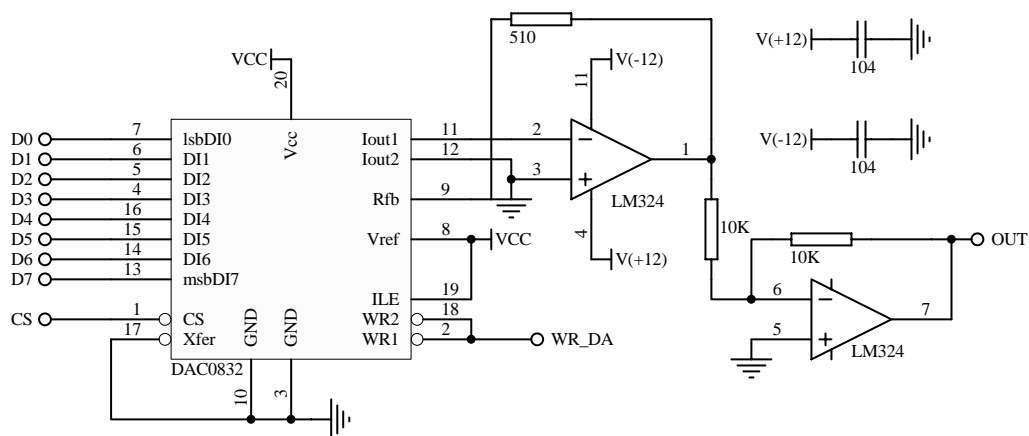 510
V(+12)
104
VCC
20
V(-12)
11
V(-12)
104
D0
7
lsbDI0
Vcc
Iout1
11
2
D1
6
DI1
Iout2
12
1
D2
5
DI2
3
D3
4
DI3
Rfb
9
LM324
D4
16
DI4
10K
D5
15
DI5
Vref
8
VCC
4
10K
OUT
D6
14
DI6
V(+12)
D7
13
msbDI7
ILE
19
6
CS
1
CS
GND
GND
WR2
18
7
17
Xfer
WR1
2
WR_DA
5
DAC0832
LM324
10
3